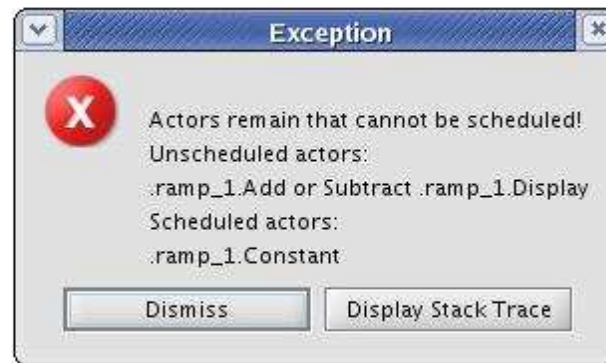 Exception
Actors remain that cannot be scheduled!
Unscheduled actors:
.ramp_1.Add or Subtract .ramp_1.Display
Scheduled actors:
.ramp_1.Constant
Dismiss
Display Stack Trace